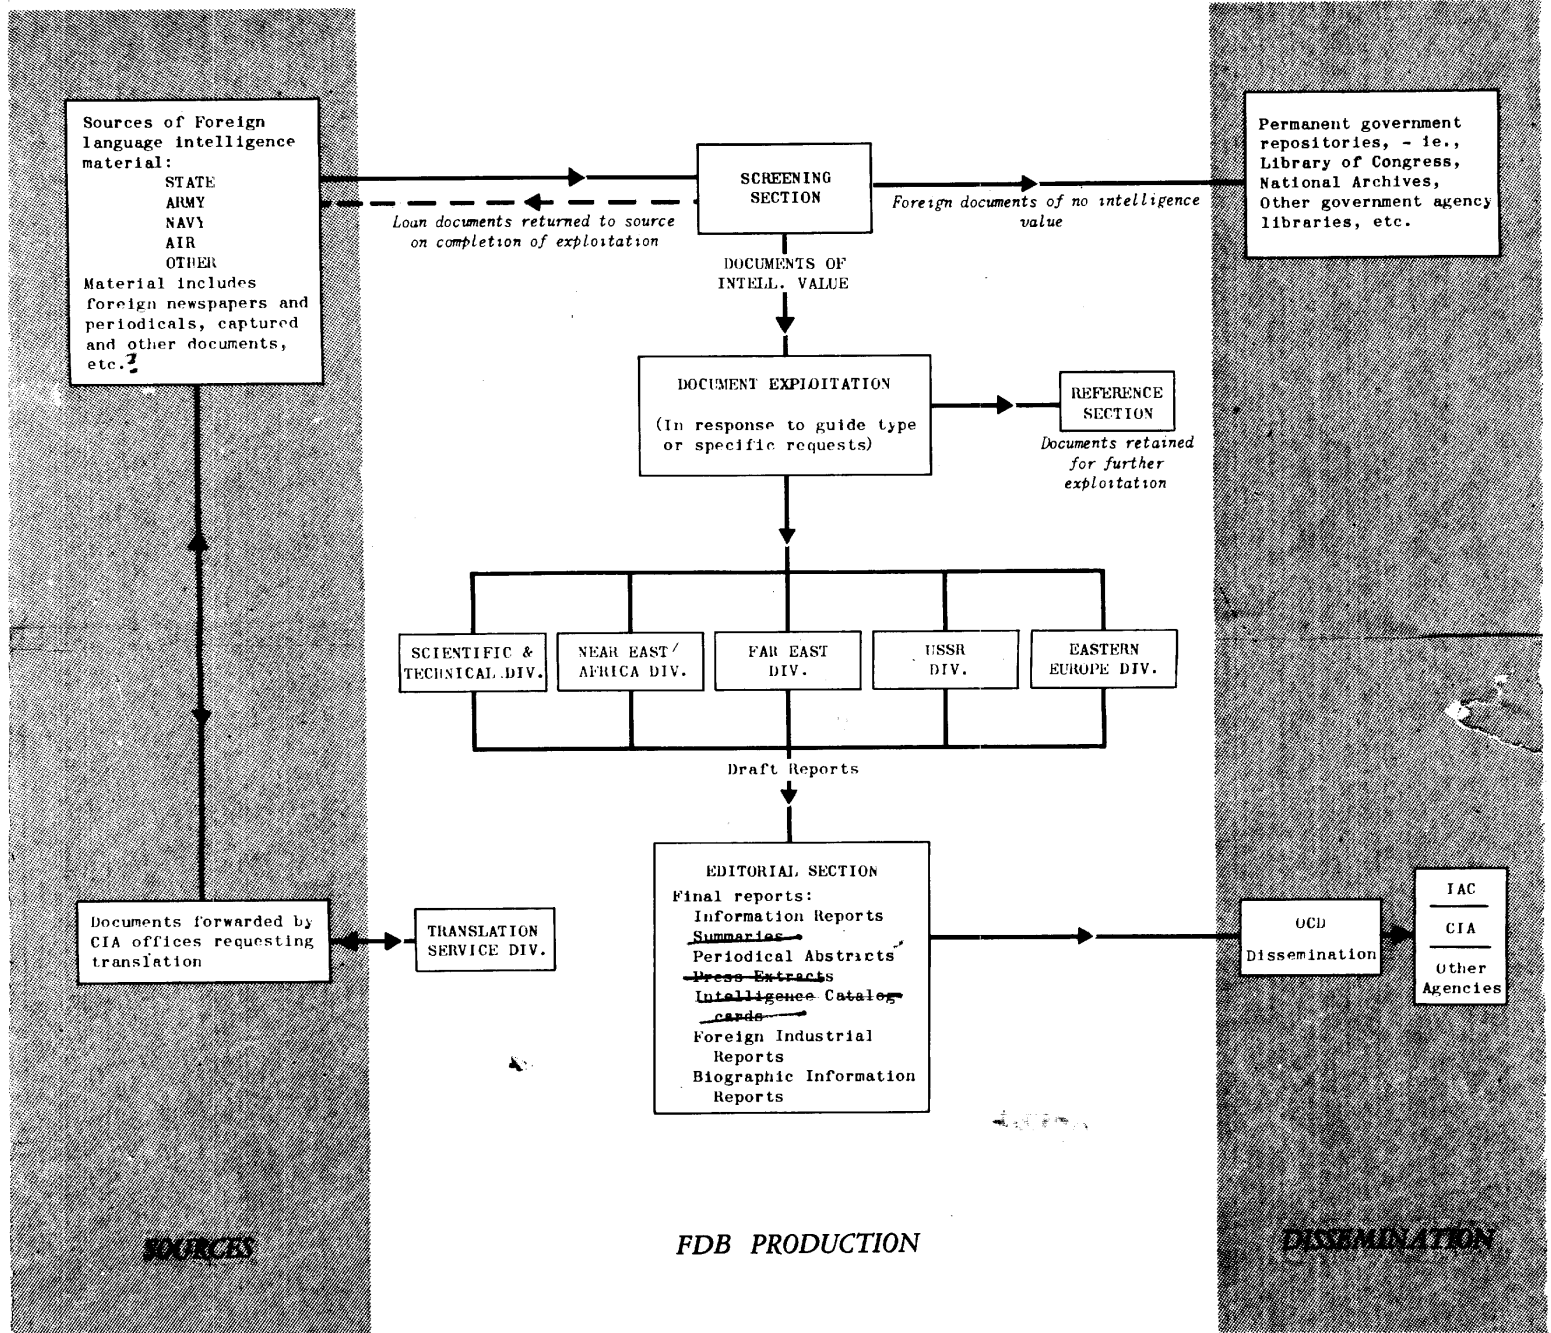 Sources of Foreign
language intelligence
material:
STATE
ARMY
NAVY
AIR
OTHER
Material includes
foreign newspapers and
periodicals, captured
and other documents,
etc.
SCREENING
SECTION
Loan documents returned to source
on completion of exploitation
Foreign documents of no intelligence
value
Permanent government
repositories, - ie.,
Library of Congress,
National Archives,
Other government agency
libraries, etc.
DOCUMENTS OF
INTELL. VALUE
DOCUMENT EXPLOITATION
(In response to guide type
or specific requests)
REFERENCE
SECTION
Documents retained
for further
exploitation
SCIENTIFIC &
TECHNICAL DIV.
NEAR EAST/
AFRICA DIV.
FAR EAST
DIV.
USSR
DIV.
EASTERN
EUROPE DIV.
Draft Reports
Documents forwarded by
CIA offices requesting
translation
TRANSLATION
SERVICE DIV.
EDITORIAL SECTION
Final reports:
Information Reports
Summaries
Periodical Abstracts
Press Extracts
Intelligence Catalog
cards
Foreign Industrial
Reports
Biographic Information
Reports
OCD
Dissemination
IAC
CIA
Other
Agencies
SOURCES
FDB PRODUCTION
DISSEMINATION